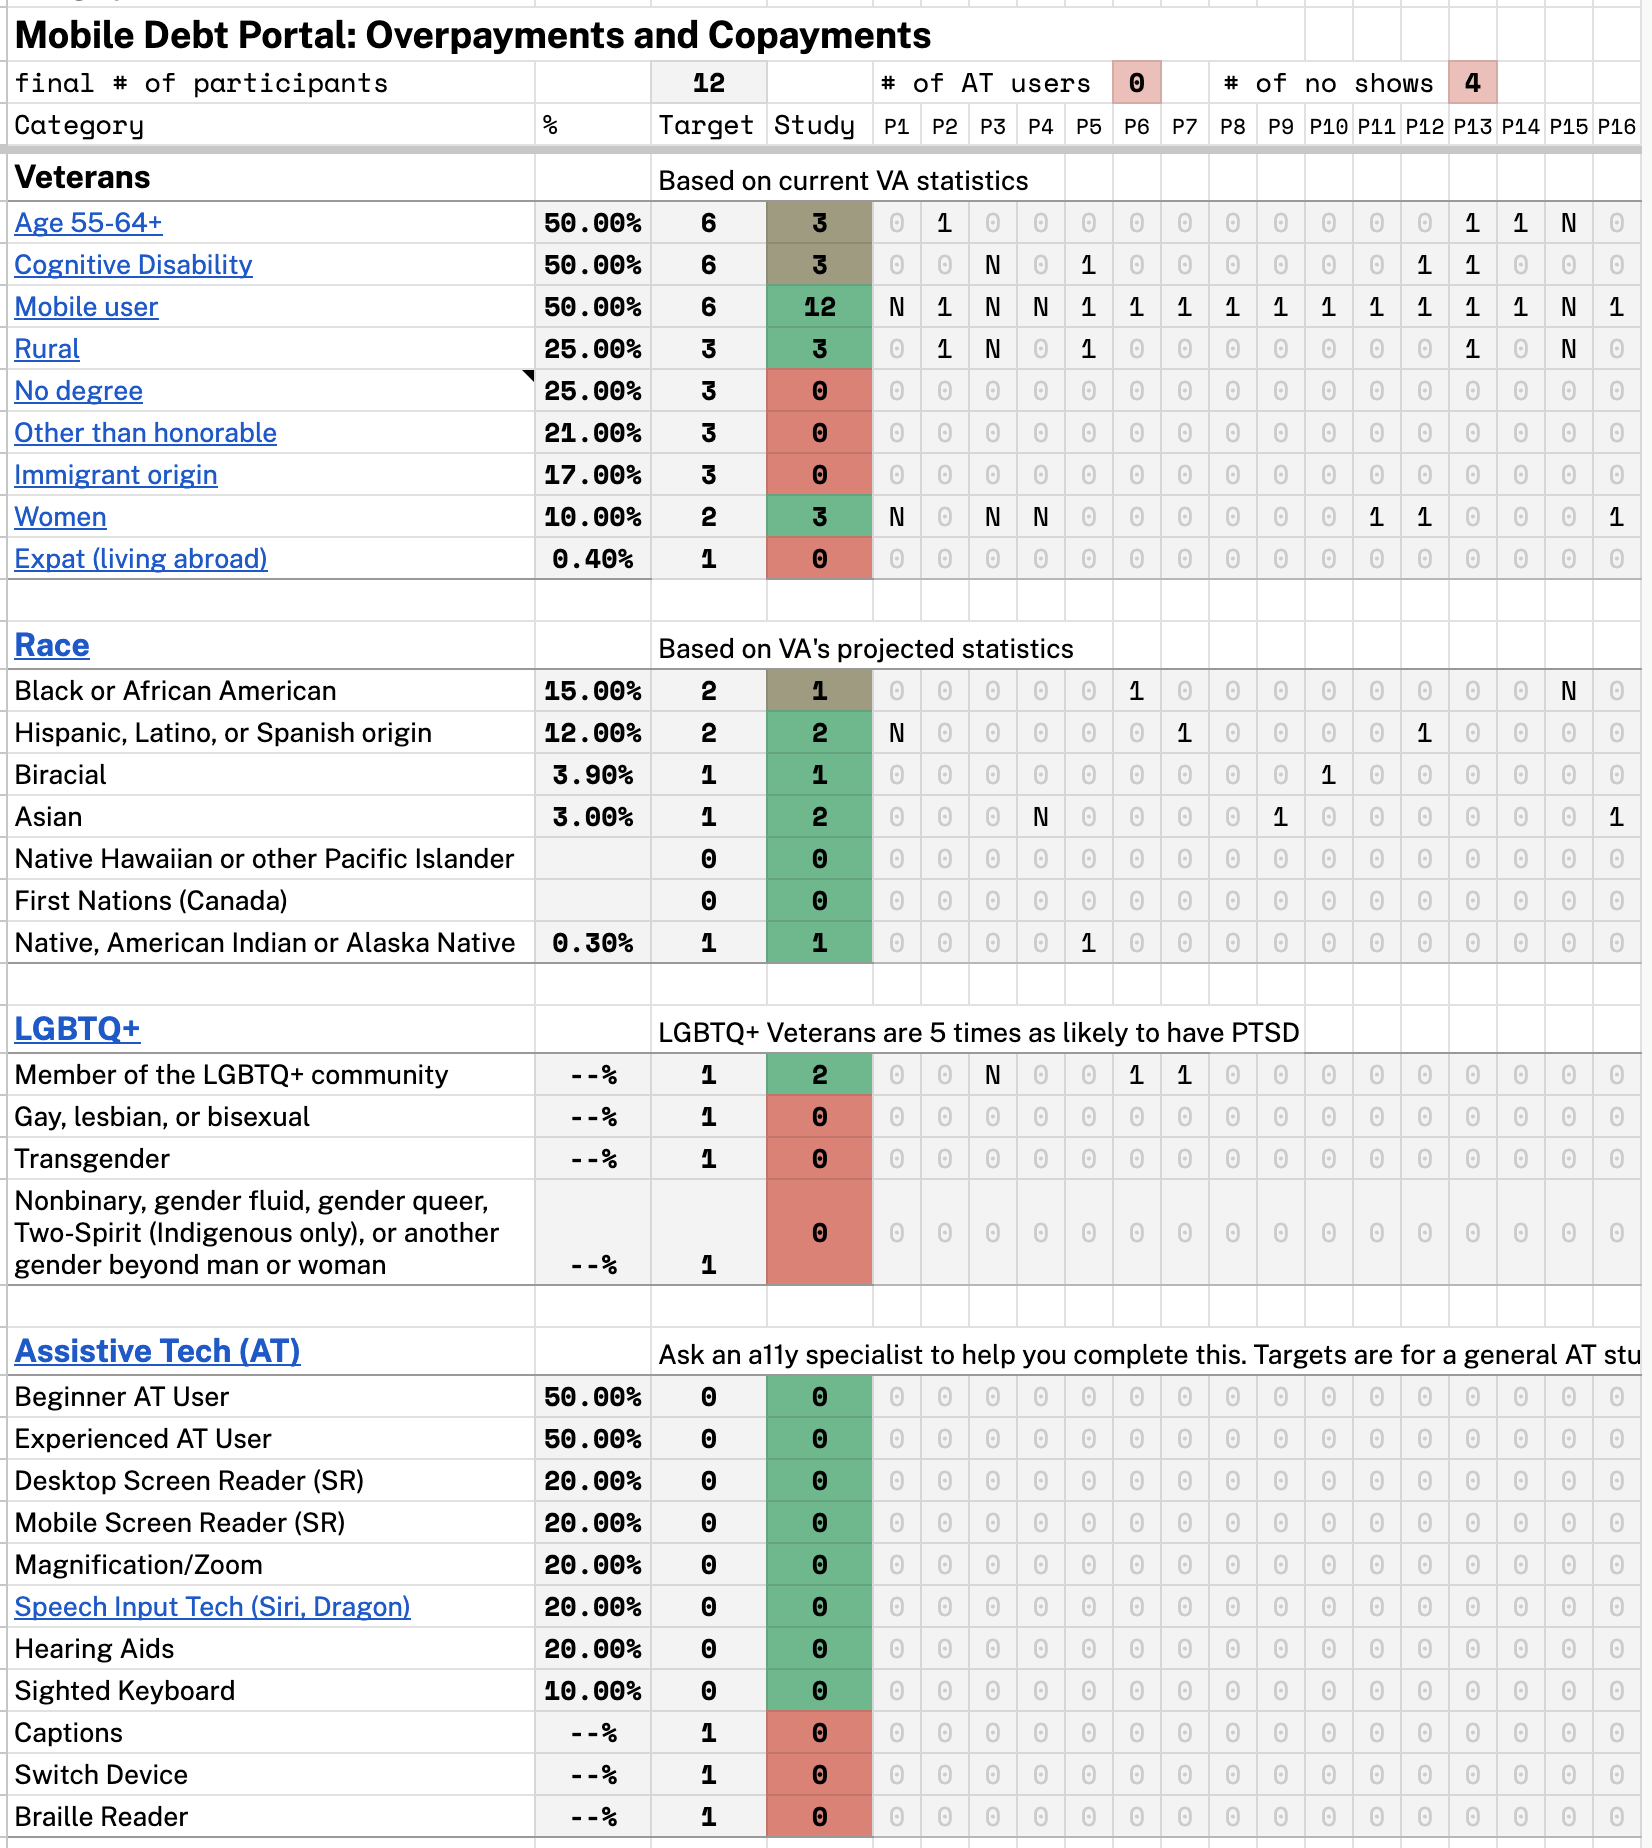 Mobile Debt Portal: Overpayments and Copayments
final # of participants 12 # of AT users 0 # of no shows 4
Category % Target Study P1 P2 P3 P4 P5 P6 P7 P8 P9 P10 P11 P12 P13 P14 P15 P16
Veterans Based on current VA statistics
Age 55-64+ 50.00% 6 3 0 1 0 0 0 0 0 0 0 0 0 0 1 1 N 0
Cognitive Disability 50.00% 6 3 0 0 N 0 1 0 0 0 0 0 0 1 1 0 0 0
Mobile user 50.00% 6 12 N 1 N N 1 1 1 1 1 1 1 1 1 1 N 1
Rural 25.00% 3 3 0 1 N 0 1 0 0 0 0 0 0 0 1 0 N 0
No degree 25.00% 3 0 0 0 0 0 0 0 0 0 0 0 0 0 0 0 0 0
Other than honorable 21.00% 3 0 0 0 0 0 0 0 0 0 0 0 0 0 0 0 0 0
Immigrant origin 17.00% 3 0 0 0 0 0 0 0 0 0 0 0 0 0 0 0 0 0
Women 10.00% 2 3 N 0 N N 0 0 0 0 0 0 1 1 0 0 0 1
Expat (living abroad) 0.40% 1 0 0 0 0 0 0 0 0 0 0 0 0 0 0 0 0 0
Race Based on VA's projected statistics
Black or African American 15.00% 2 1 0 0 0 0 0 1 0 0 0 0 0 0 0 0 N 0
Hispanic, Latino, or Spanish origin 12.00% 2 2 N 0 0 0 0 0 1 0 0 0 0 1 0 0 0 0
Biracial 3.90% 1 1 0 0 0 0 0 0 0 0 0 1 0 0 0 0 0 0
Asian 3.00% 1 2 0 0 0 N 0 0 0 0 1 0 0 0 0 0 0 1
Native Hawaiian or other Pacific Islander 0 0 0 0 0 0 0 0 0 0 0 0 0 0 0 0 0 0
First Nations (Canada) 0 0 0 0 0 0 0 0 0 0 0 0 0 0 0 0 0 0
Native, American Indian or Alaska Native 0.30% 1 1 0 0 0 0 1 0 0 0 0 0 0 0 0 0 0 0
LGBTQ+ LGBTQ+ Veterans are 5 times as likely to have PTSD
Member of the LGBTQ+ community --% 1 2 0 0 N 0 0 1 1 0 0 0 0 0 0 0 0 0
Gay, lesbian, or bisexual --% 1 0 0 0 0 0 0 0 0 0 0 0 0 0 0 0 0 0
Transgender --% 1 0 0 0 0 0 0 0 0 0 0 0 0 0 0 0 0 0
Nonbinary, gender fluid, gender queer,
Two-Spirit (Indigenous only), or another 0 0 0 0 0 0 0 0 0 0 0 0 0 0 0 0 0
gender beyond man or woman --% 1
Assistive Tech (AT) Ask an a11y specialist to help you complete this. Targets are for a general AT stu
Beginner AT User 50.00% 0 0 0 0 0 0 0 0 0 0 0 0 0 0 0 0 0 0
Experienced AT User 50.00% 0 0 0 0 0 0 0 0 0 0 0 0 0 0 0 0 0 0
Desktop Screen Reader (SR) 20.00% 0 0 0 0 0 0 0 0 0 0 0 0 0 0 0 0 0 0
Mobile Screen Reader (SR) 20.00% 0 0 0 0 0 0 0 0 0 0 0 0 0 0 0 0 0 0
Magnification/Zoom 20.00% 0 0 0 0 0 0 0 0 0 0 0 0 0 0 0 0 0 0
Speech Input Tech (Siri, Dragon) 20.00% 0 0 0 0 0 0 0 0 0 0 0 0 0 0 0 0 0 0
Hearing Aids 20.00% 0 0 0 0 0 0 0 0 0 0 0 0 0 0 0 0 0 0
Sighted Keyboard 10.00% 0 0 0 0 0 0 0 0 0 0 0 0 0 0 0 0 0 0
Captions --% 1 0 0 0 0 0 0 0 0 0 0 0 0 0 0 0 0 0
Switch Device --% 1 0 0 0 0 0 0 0 0 0 0 0 0 0 0 0 0 0
Braille Reader --% 1 0 0 0 0 0 0 0 0 0 0 0 0 0 0 0 0 0